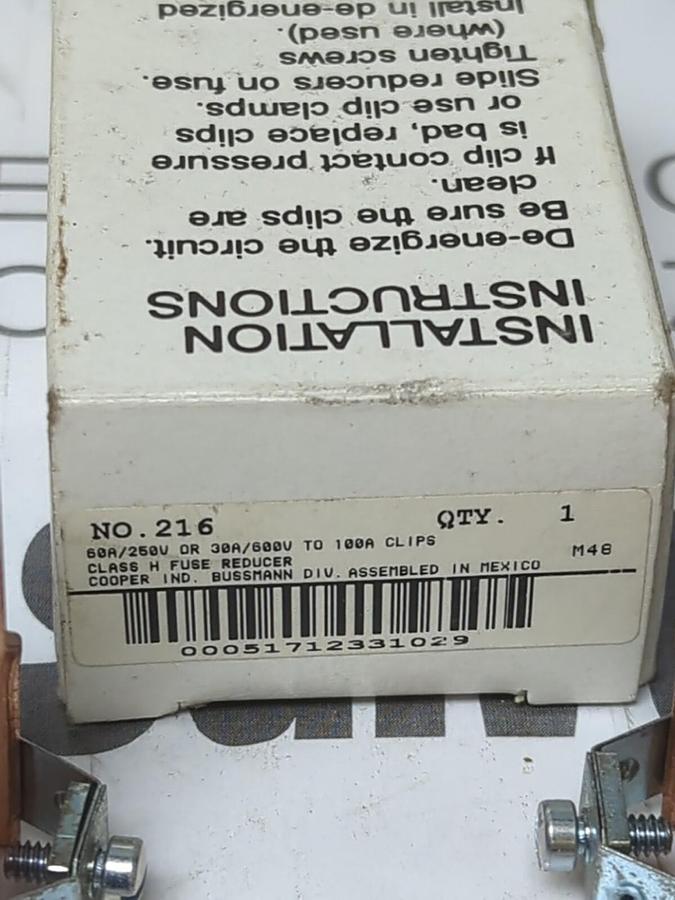 INSTALLATION
INSTRUCTIONS
De-energize the circuit.
Be sure the clips are
clean.
If clip contact pressure
is bad, replace clips
or use clip clamps.
Slide reducers on fuse.
Tighten screws
(where used).
Install in de-energized
NO.216 QTY. 1
60A/250V OR 30A/600V TO 100A CLIPS
CLASS H FUSE REDUCER M48
COOPER IND. BUSSMANN DIV. ASSEMBLED IN MEXICO
00051712331029